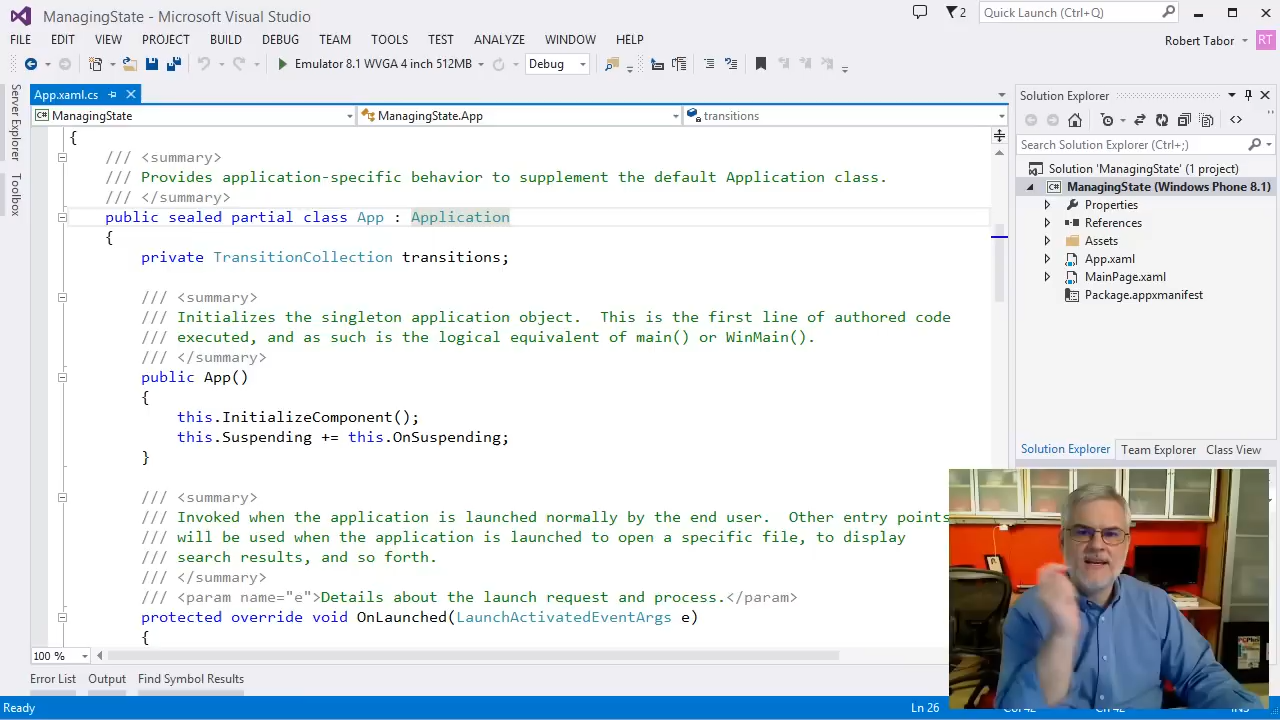 ManagingState - Microsoft Visual Studio
2
Quick Launch (Ctrl+Q)
FILE EDIT VIEW PROJECT BUILD DEBUG TEAM TOOLS TEST ANALYZE WINDOW HELP
Robert Tabor RT
Emulator 8.1 WVGA 4 inch 512MB Debug
Server Explorer
Toolbox
App.xaml.cs
C# ManagingState ManagingState.App transitions
{
/// <summary>
/// Provides application-specific behavior to supplement the default Application class.
/// </summary>
public sealed partial class App : Application
{
private TransitionCollection transitions;
/// <summary>
/// Initializes the singleton application object.  This is the first line of authored code
/// executed, and as such is the logical equivalent of main() or WinMain().
/// </summary>
public App()
{
this.InitializeComponent();
this.Suspending += this.OnSuspending;
}
/// <summary>
/// Invoked when the application is launched normally by the end user.  Other entry points
/// will be used when the application is launched to open a specific file, to display
/// search results, and so forth.
/// </summary>
/// <param name="e">Details about the launch request and process.</param>
protected override void OnLaunched(LaunchActivatedEventArgs e)
{
100 %
Error List Output Find Symbol Results
Ready Ln 26
Solution Explorer
Search Solution Explorer (Ctrl+;)
Solution 'ManagingState' (1 project)
C# ManagingState (Windows Phone 8.1)
Properties
References
Assets
App.xaml
MainPage.xaml
Package.appxmanifest
Solution Explorer Team Explorer Class View